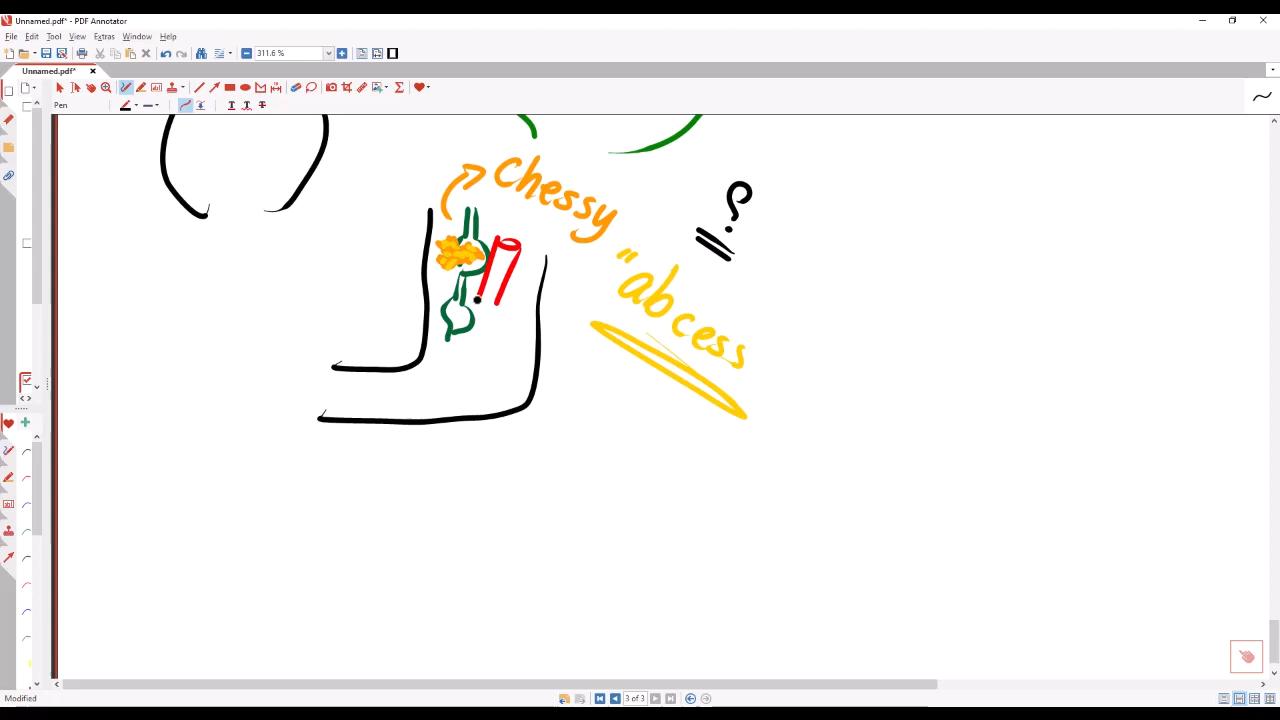 Unnamed.pdf* - PDF Annotator
File Edit Tool View Extras Window Help
311.6 %
Unnamed.pdf*
Pen
chessy
?
"abcess
Modified
3 of 3